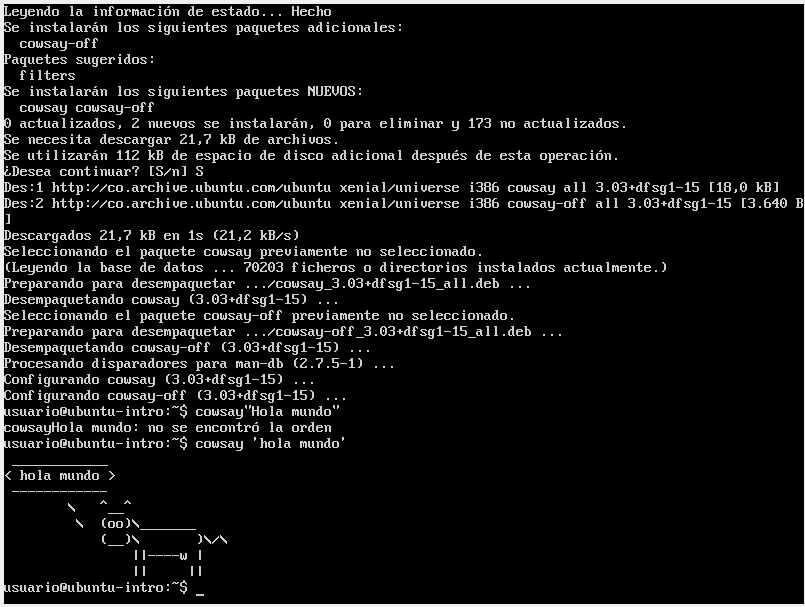 Leyendo la información de estado... Hecho
Se instalarán los siguientes paquetes adicionales:
  cowsay-off
Paquetes sugeridos:
  filters
Se instalarán los siguientes paquetes NUEVOS:
  cowsay cowsay-off
0 actualizados, 2 nuevos se instalarán, 0 para eliminar y 173 no actualizados.
Se necesita descargar 21,7 kB de archivos.
Se utilizarán 112 kB de espacio de disco adicional después de esta operación.
¿Desea continuar? [S/n] S
Des:1 http://co.archive.ubuntu.com/ubuntu xenial/universe i386 cowsay all 3.03+dfsg1-15 [18,0 kB]
Des:2 http://co.archive.ubuntu.com/ubuntu xenial/universe i386 cowsay-off all 3.03+dfsg1-15 [3.640 B
]
Descargados 21,7 kB en 1s (21,2 kB/s)
Seleccionando el paquete cowsay previamente no seleccionado.
(Leyendo la base de datos ... 70203 ficheros o directorios instalados actualmente.)
Preparando para desempaquetar .../cowsay_3.03+dfsg1-15_all.deb ...
Desempaquetando cowsay (3.03+dfsg1-15) ...
Seleccionando el paquete cowsay-off previamente no seleccionado.
Preparando para desempaquetar .../cowsay-off_3.03+dfsg1-15_all.deb ...
Desempaquetando cowsay-off (3.03+dfsg1-15) ...
Procesando disparadores para man-db (2.7.5-1) ...
Configurando cowsay (3.03+dfsg1-15) ...
Configurando cowsay-off (3.03+dfsg1-15) ...
usuario@ubuntu-intro:~$ cowsay"Hola mundo"
cowsayHola mundo: no se encontró la orden
usuario@ubuntu-intro:~$ cowsay 'hola mundo'
 ____________
< hola mundo >
 ------------
        \   ^__^
         \  (oo)\_______
            (__)\       )\/\
                ||----w |
                ||     ||
usuario@ubuntu-intro:~$ _